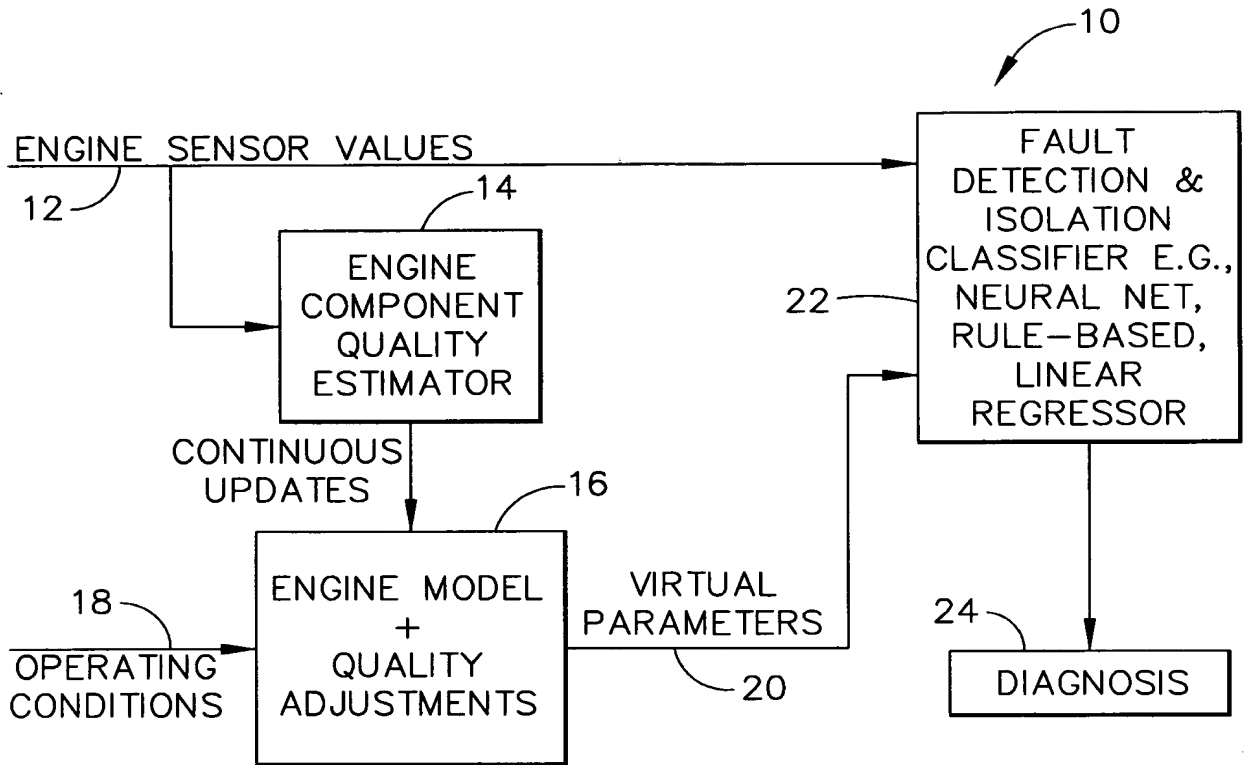 10
ENGINE SENSOR VALUES
12
14
ENGINE
COMPONENT
QUALITY
ESTIMATOR
FAULT
DETECTION &
ISOLATION
CLASSIFIER E.G.,
NEURAL NET,
RULE-BASED,
LINEAR
REGRESSOR
22
CONTINUOUS
UPDATES
16
ENGINE MODEL
+
QUALITY
ADJUSTMENTS
18
OPERATING
CONDITIONS
VIRTUAL
PARAMETERS
20
24
DIAGNOSIS